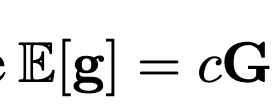 e 𝔼[𝐠] = c𝐆